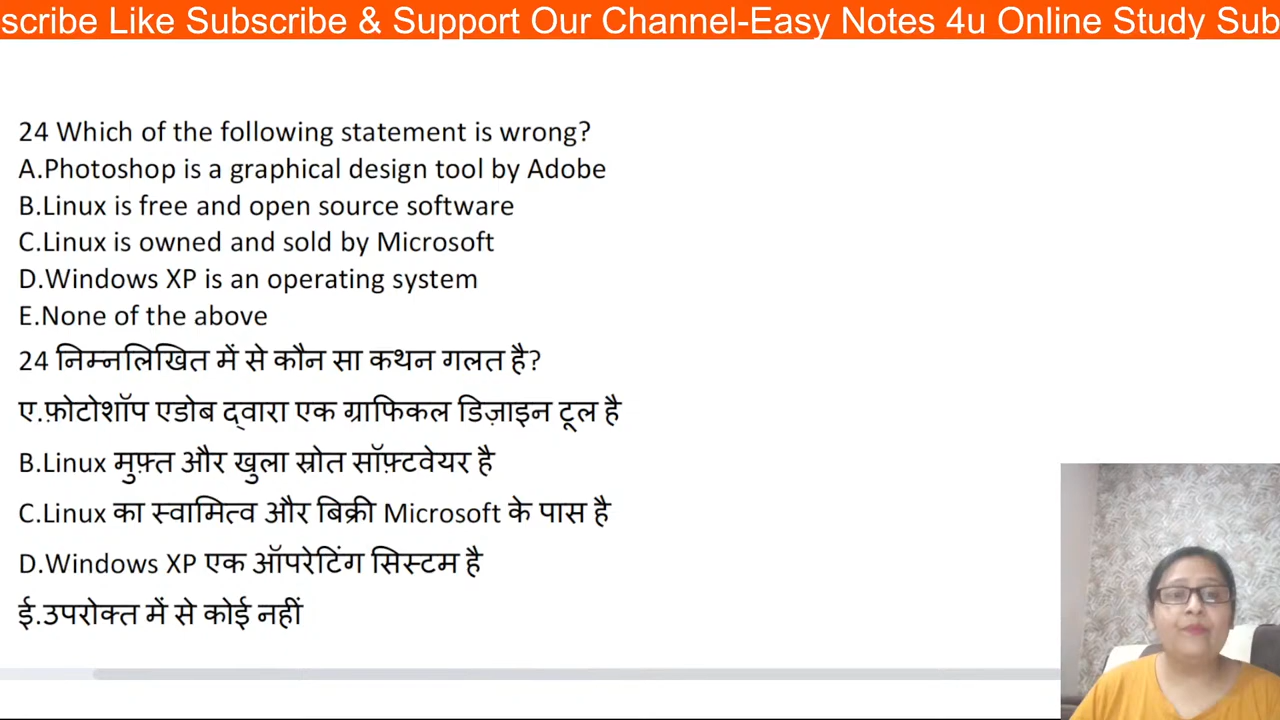 scribe Like Subscribe & Support Our Channel-Easy Notes 4u Online Study Sub
24 Which of the following statement is wrong?
A.Photoshop is a graphical design tool by Adobe
B.Linux is free and open source software
C.Linux is owned and sold by Microsoft
D.Windows XP is an operating system
E.None of the above
24 निम्नलिखित में से कौन सा कथन गलत है?
ए.फ़ोटोशॉप एडोब द्वारा एक ग्राफिकल डिज़ाइन टूल है
B.Linux मुफ़्त और खुला स्रोत सॉफ़्टवेयर है
C.Linux का स्वामित्व और बिक्री Microsoft के पास है
D.Windows XP एक ऑपरेटिंग सिस्टम है
ई.उपरोक्त में से कोई नहीं